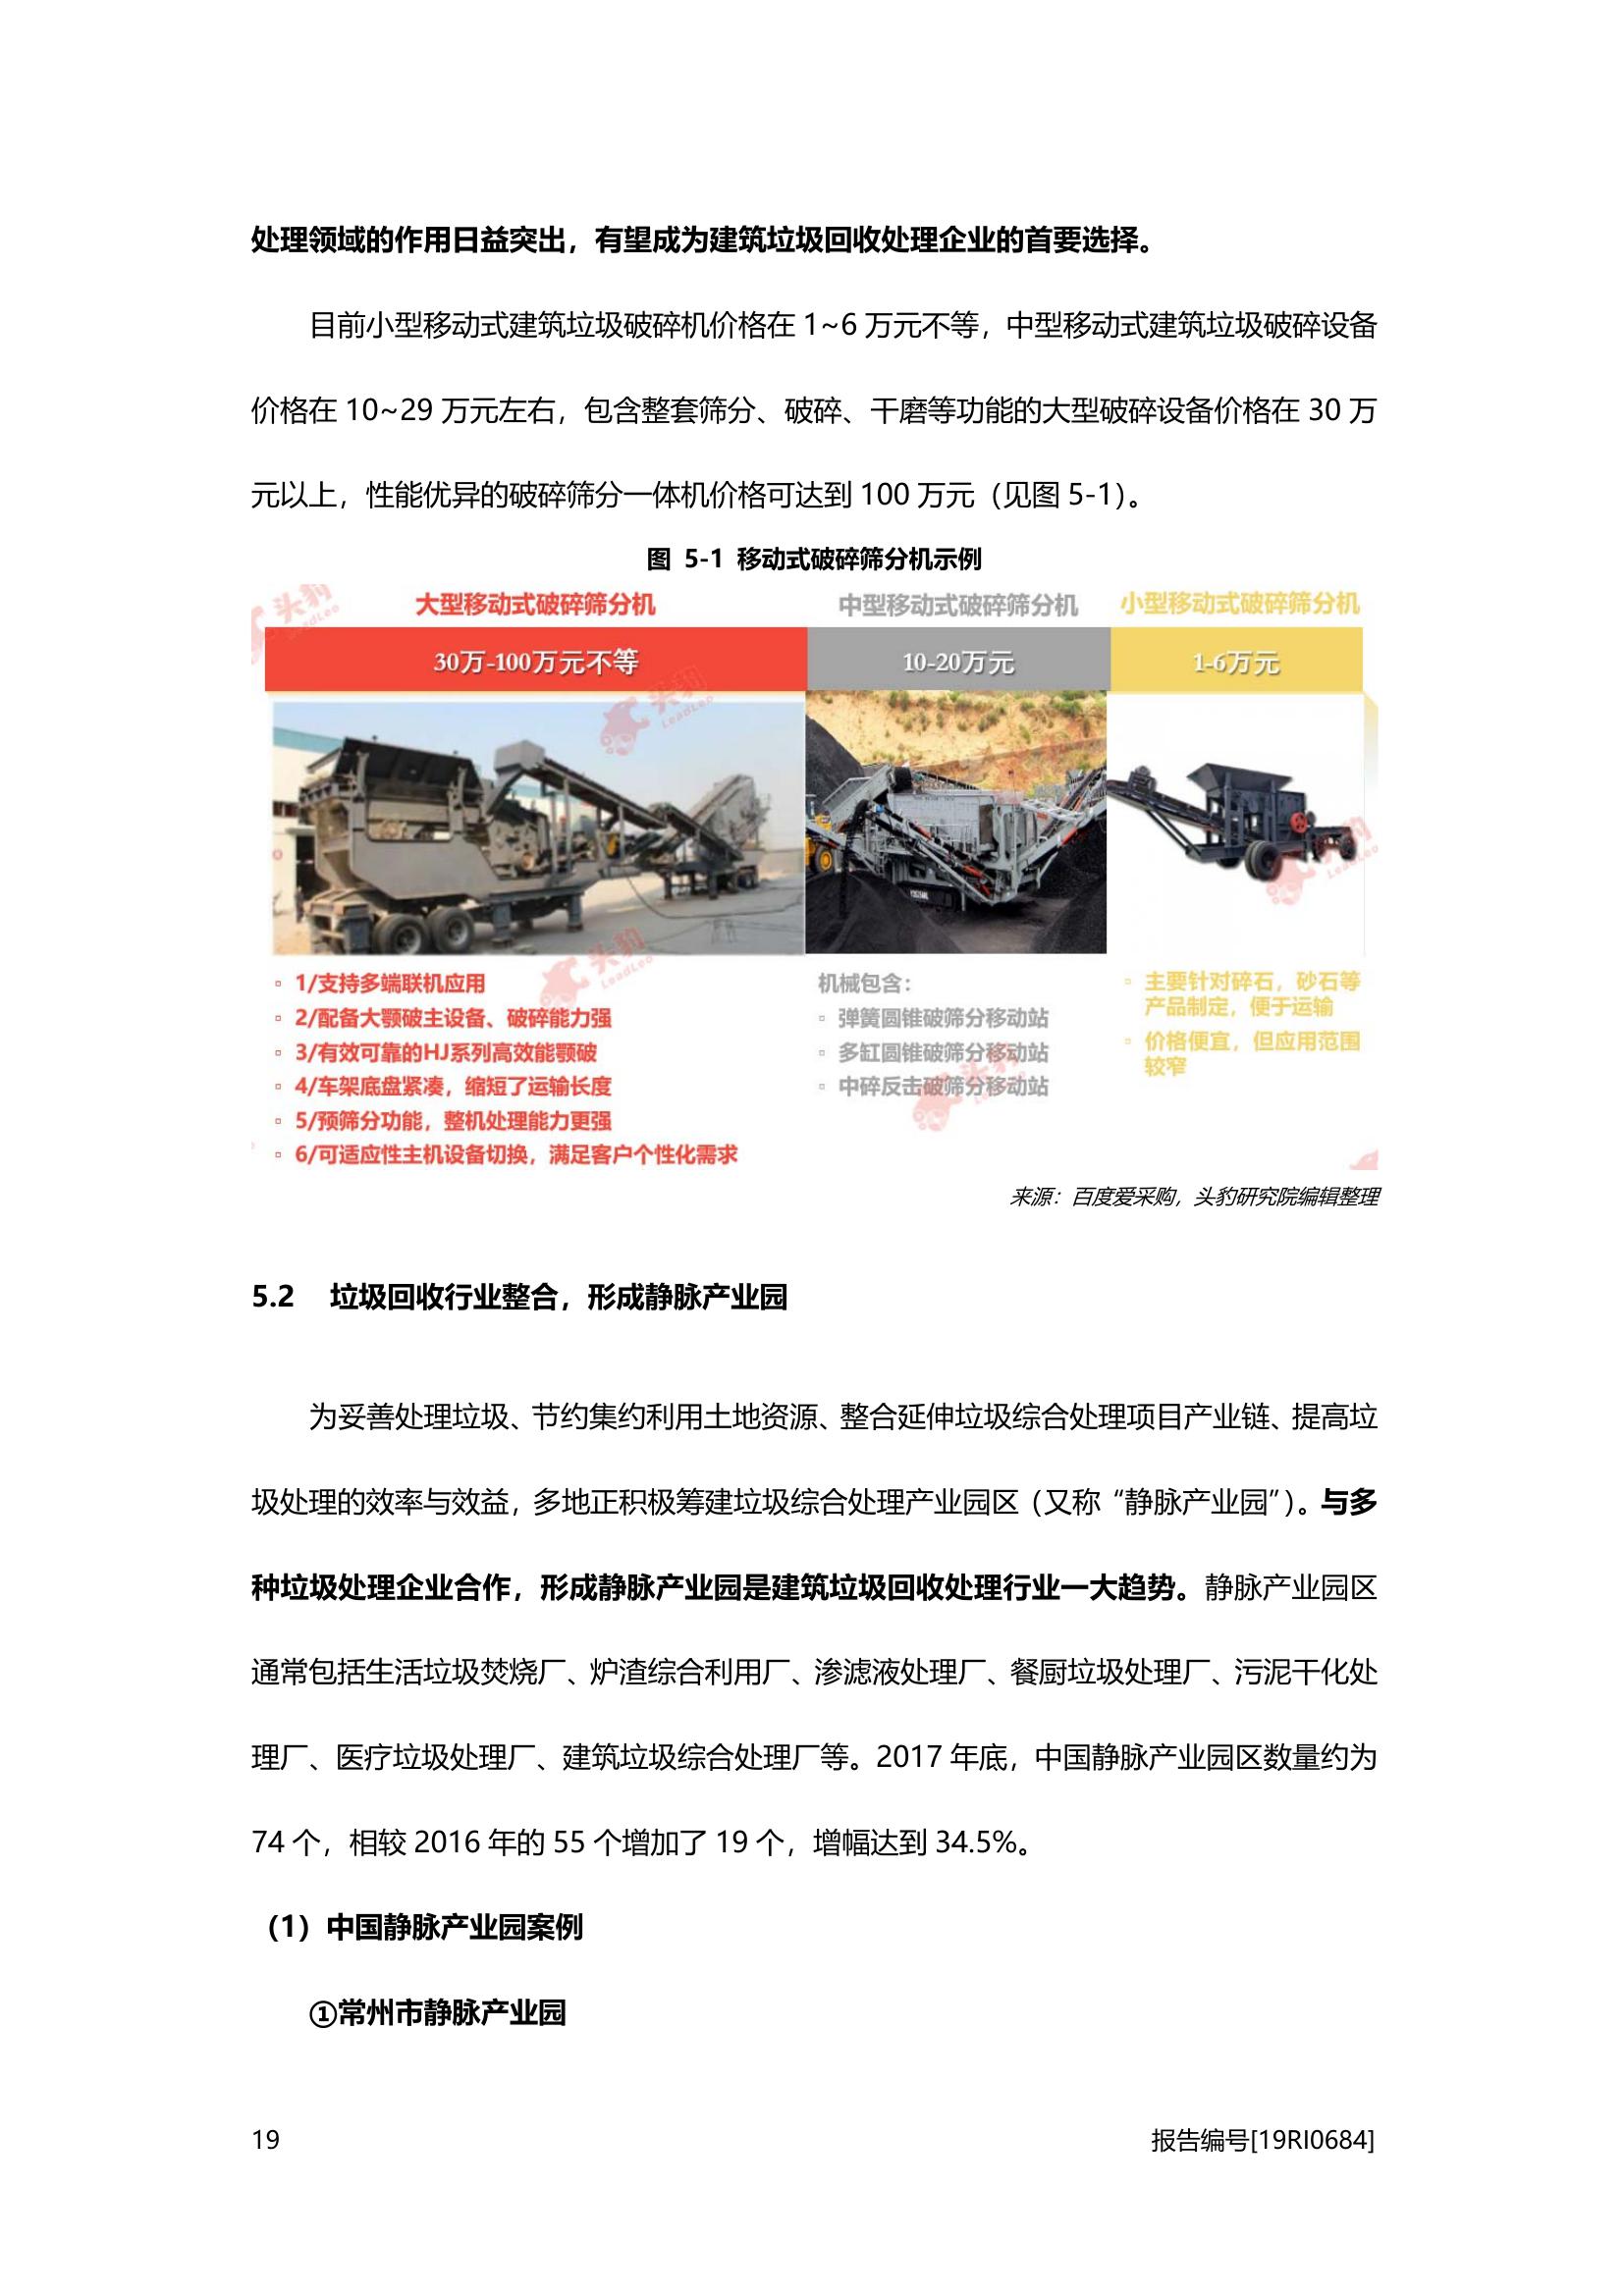 处理领域的作用日益突出，有望成为建筑垃圾回收处理企业的首要选择。
目前小型移动式建筑垃圾破碎机价格在 1~6 万元不等，中型移动式建筑垃圾破碎设备
价格在 10~29 万元左右，包含整套筛分、破碎、干磨等功能的大型破碎设备价格在 30 万
元以上，性能优异的破碎筛分一体机价格可达到 100 万元（见图 5-1）。
图 5-1 移动式破碎筛分机示例
大型移动式破碎筛分机
中型移动式破碎筛分机
小型移动式破碎筛分机
30万-100万元不等
10-20万元
1-6万元
1/支持多端联机应用
2/配备大颚破主设备、破碎能力强
3/有效可靠的HJ系列高效能颚破
4/车架底盘紧凑，缩短了运输长度
5/预筛分功能，整机处理能力更强
6/可适应性主机设备切换，满足客户个性化需求
机械包含：
弹簧圆锥破筛分移动站
多缸圆锥破筛分移动站
中碎反击破筛分移动站
主要针对碎石，砂石等
产品制定，便于运输
价格便宜，但应用范围
较窄
头豹
LeadLeo
头豹
LeadLeo
头豹
LeadLeo
来源：百度爱采购，头豹研究院编辑整理
5.2 垃圾回收行业整合，形成静脉产业园
为妥善处理垃圾、节约集约利用土地资源、整合延伸垃圾综合处理项目产业链、提高垃
圾处理的效率与效益，多地正积极筹建垃圾综合处理产业园区（又称“静脉产业园”）。与多
种垃圾处理企业合作，形成静脉产业园是建筑垃圾回收处理行业一大趋势。静脉产业园区
通常包括生活垃圾焚烧厂、炉渣综合利用厂、渗滤液处理厂、餐厨垃圾处理厂、污泥干化处
理厂、医疗垃圾处理厂、建筑垃圾综合处理厂等。2017 年底，中国静脉产业园区数量约为
74 个，相较 2016 年的 55 个增加了 19 个，增幅达到 34.5%。
（1）中国静脉产业园案例
①常州市静脉产业园
19
报告编号[19RI0684]